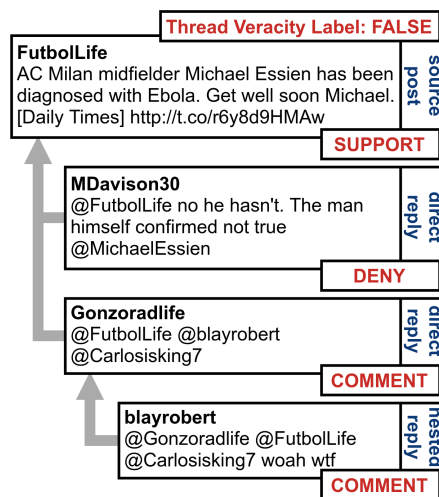 Thread Veracity Label: FALSE
FutbolLife
AC Milan midfielder Michael Essien has been
diagnosed with Ebola. Get well soon Michael.
[Daily Times] http://t.co/r6y8d9HMAw
source
post
SUPPORT
MDavison30
@FutbolLife no he hasn't. The man
himself confirmed not true
@MichaelEssien
direct
reply
DENY
Gonzoradlife
@FutbolLife @blayrobert
@Carlosisking7
direct
reply
COMMENT
blayrobert
@Gonzoradlife @FutbolLife
@Carlosisking7 woah wtf
nested
reply
COMMENT